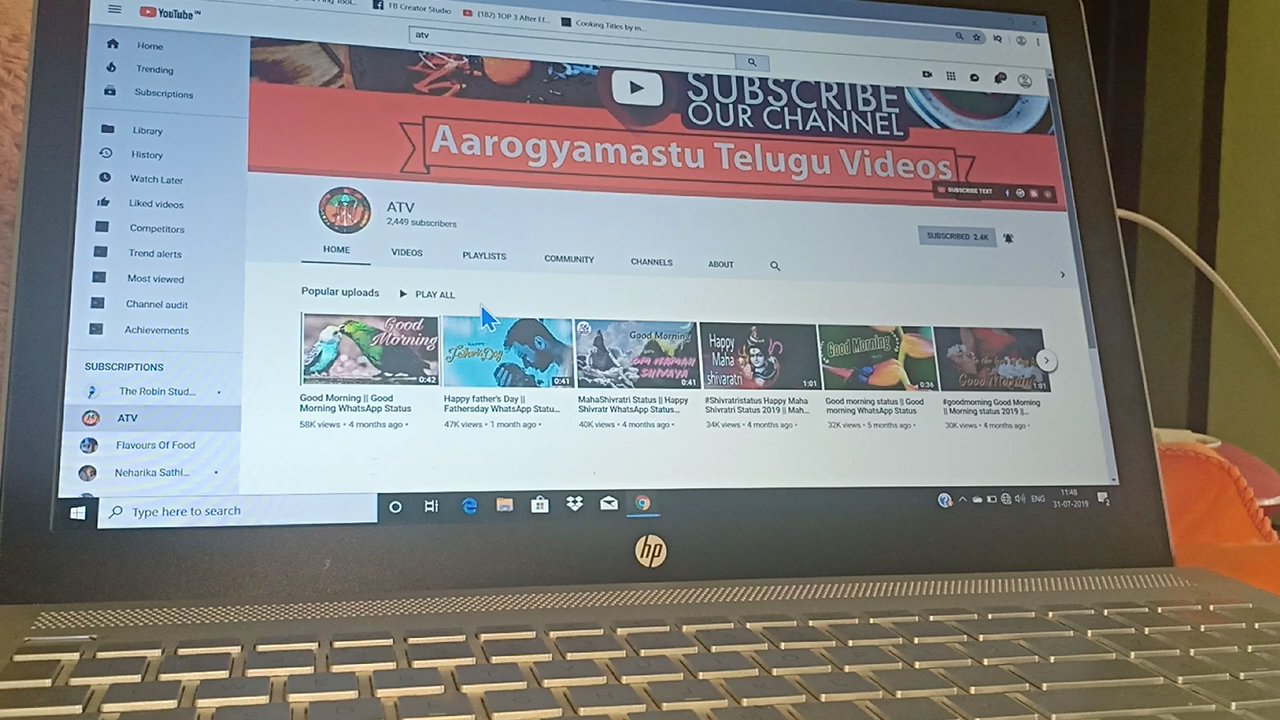 FB Creator Studio
(182) TOP 3 After Ef...
Cooking Titles by m...
YouTube IN
atv
Home
Trending
Subscriptions
Library
History
Watch Later
Liked videos
Competitors
Trend alerts
Most viewed
Channel audit
Achievements
SUBSCRIPTIONS
The Robin Stud...
ATV
Flavours Of Food
Neharika Sathi...
SUBSCRIBE
OUR CHANNEL
Aarogyamastu Telugu Videos
SUBSCRIBE TEXT
ATV
2,449 subscribers
SUBSCRIBED 2.4K
HOME VIDEOS PLAYLISTS COMMUNITY CHANNELS ABOUT
Popular uploads PLAY ALL
Good
Morning
0:42
Good Morning || Good
Morning WhatsApp Status
58K views • 4 months ago •
HAPPY
Father's Day
0:41
Happy father's Day ||
Fathersday WhatsApp Statu...
47K views • 1 month ago •
Good Morning
OM NAMAH
SHIVAYA
0:41
MahaShivratri Status || Happy
Shivratr WhatsApp Status...
40K views • 4 months ago •
Happy
Maha
shivaratri
1:01
#Shivratristatus Happy Maha
Shivratri Status 2019 || Mah...
34K views • 4 months ago •
Good Morning
0:36
Good morning status || Good
morning WhatsApp Status
32K views • 5 months ago •
Good Morning
1:01
#goodmorning Good Morning
|| Morning status 2019 ||...
30K views • 4 months ago •
Type here to search
ENG
11:48
31-07-2019
hp